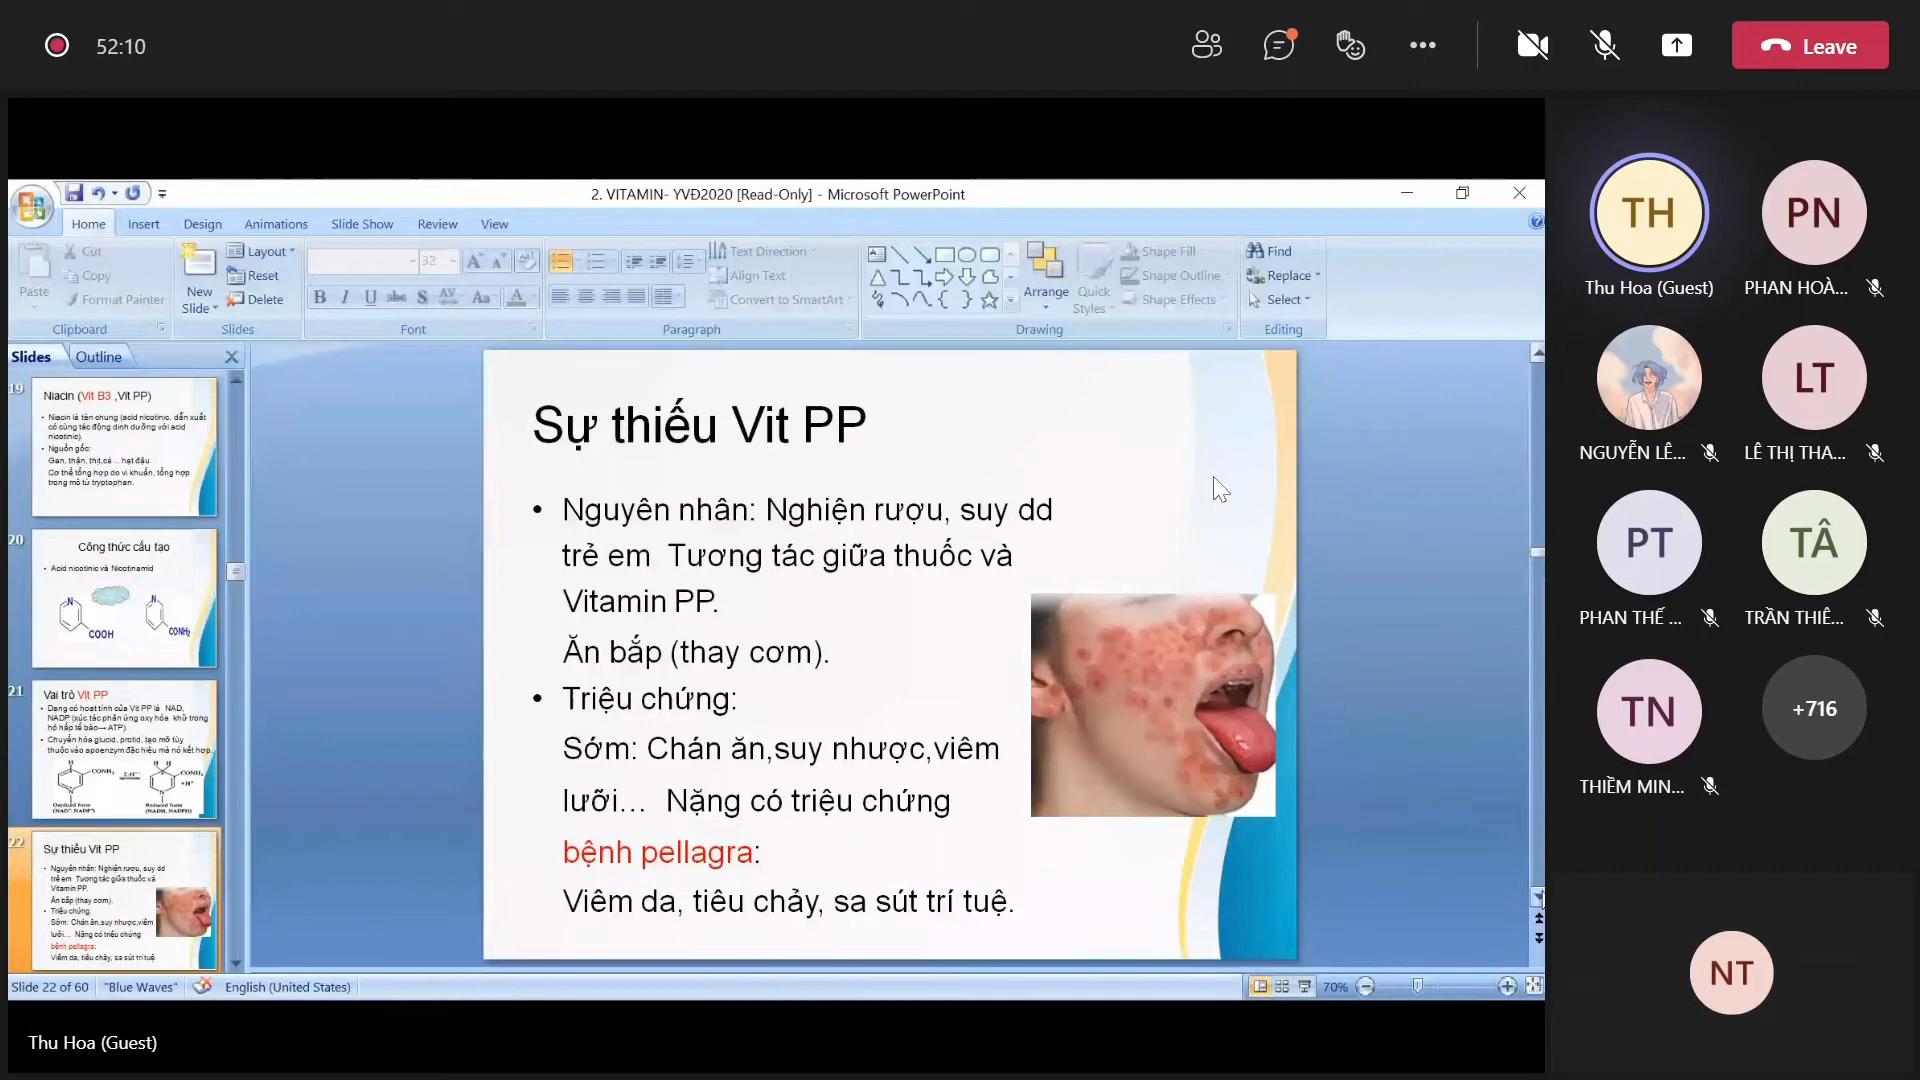 52:10
Leave
2. VITAMIN- YVĐ2020 [Read-Only] - Microsoft PowerPoint
Home Insert Design Animations Slide Show Review View
Paste
Cut
Copy
Format Painter
Clipboard
New Slide
Layout
Reset
Delete
Slides
32
Font
Text Direction
Align Text
Convert to SmartArt
Paragraph
Arrange
Quick Styles
Shape Fill
Shape Outline
Shape Effects
Drawing
Find
Replace
Select
Editing
Slides Outline
19
Niacin (Vit B3 ,Vit PP)
• Niacin là tên chung (acid nicotinic, dẫn xuất
có cùng tác động dinh dưỡng với acid
nicotinic).
• Nguồn gốc:
Gan, thận, thịt,cá... hạt đậu.
Cơ thể tổng hợp do vi khuẩn, tổng hợp
trong mô từ tryptophan.
20
Công thức cấu tạo
• Acid nicotinic và Nicotinamid
N
COOH
N
CONH₂
21
Vai trò Vit PP
• Dạng có hoạt tính của Vit PP là NAD,
NADP (xúc tác phản ứng oxy hóa khử trong
hô hấp tế bào→ ATP).
• Chuyển hóa glucid, protid, tạo mỡ tùy
thuộc vào apoenzym đặc hiệu mà nó kết hợp.
Oxidized form
(NAD⁺, NADP⁺)
Reduced form
(NADH, NADPH)
22
Sự thiếu Vit PP
• Nguyên nhân: Nghiện rượu, suy dd
trẻ em Tương tác giữa thuốc và
Vitamin PP.
Ăn bắp (thay cơm).
• Triệu chứng:
Sớm: Chán ăn,suy nhược,viêm
lưỡi... Nặng có triệu chứng
bệnh pellagra:
Viêm da, tiêu chảy, sa sút trí tuệ.
Sự thiếu Vit PP
• Nguyên nhân: Nghiện rượu, suy dd
trẻ em Tương tác giữa thuốc và
Vitamin PP.
Ăn bắp (thay cơm).
• Triệu chứng:
Sớm: Chán ăn,suy nhược,viêm
lưỡi... Nặng có triệu chứng
bệnh pellagra:
Viêm da, tiêu chảy, sa sút trí tuệ.
Slide 22 of 60 "Blue Waves" English (United States)
70%
Thu Hoa (Guest)
TH
Thu Hoa (Guest)
PN
PHAN HOÀ...
NGUYỄN LÊ...
LT
LÊ THỊ THA...
PT
PHAN THẾ ...
TÂ
TRẦN THIÊ...
TN
THIỀM MIN...
+716
NT